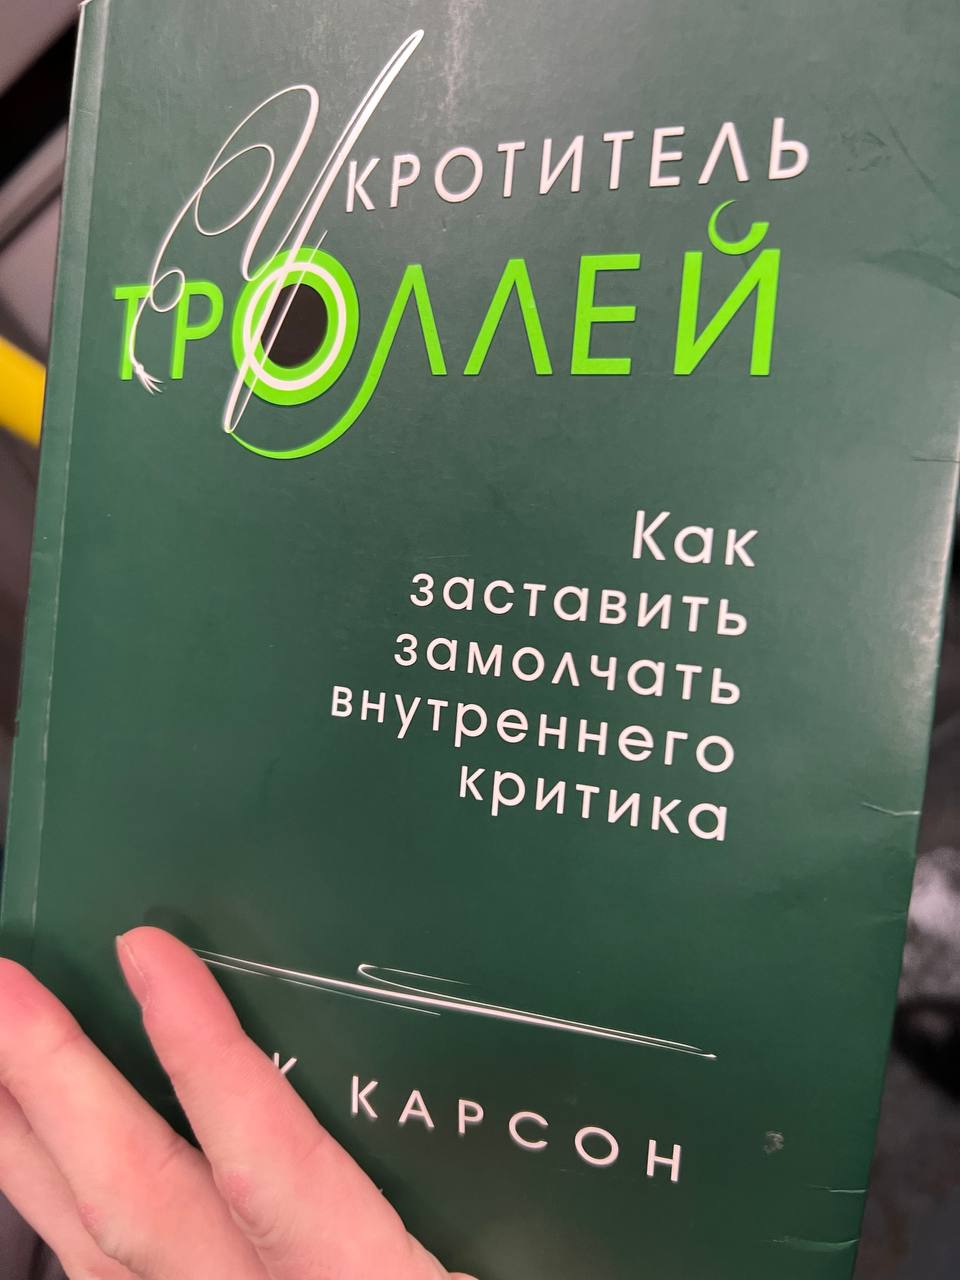 Укротитель
троллей
Как
заставить
замолчать
внутреннего
критика
КАРСОН